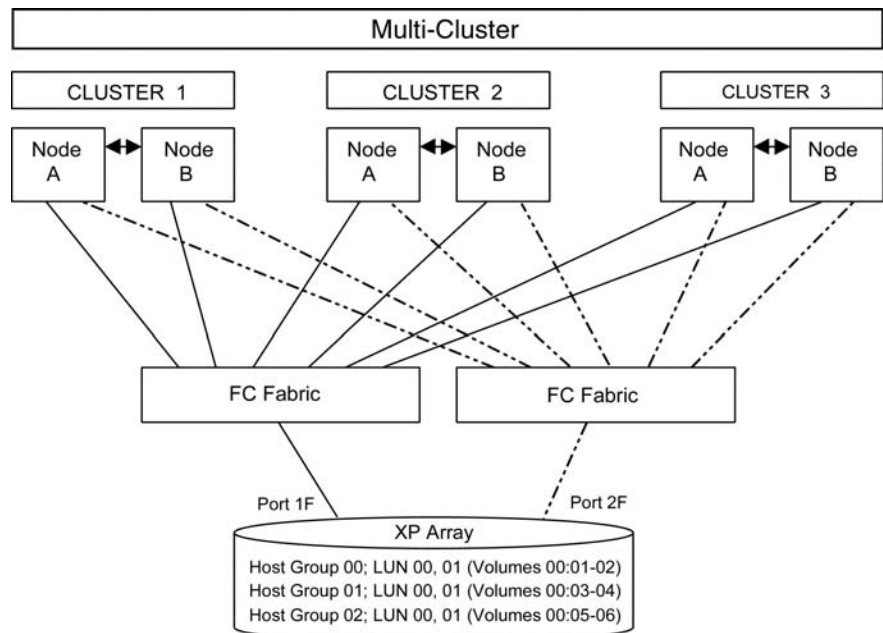 Multi-Cluster
CLUSTER 1
CLUSTER 2
CLUSTER 3
Node A
Node B
Node A
Node B
Node A
Node B
FC Fabric
FC Fabric
Port 1F
Port 2F
XP Array
Host Group 00; LUN 00, 01 (Volumes 00:01-02)
Host Group 01; LUN 00, 01 (Volumes 00:03-04)
Host Group 02; LUN 00, 01 (Volumes 00:05-06)